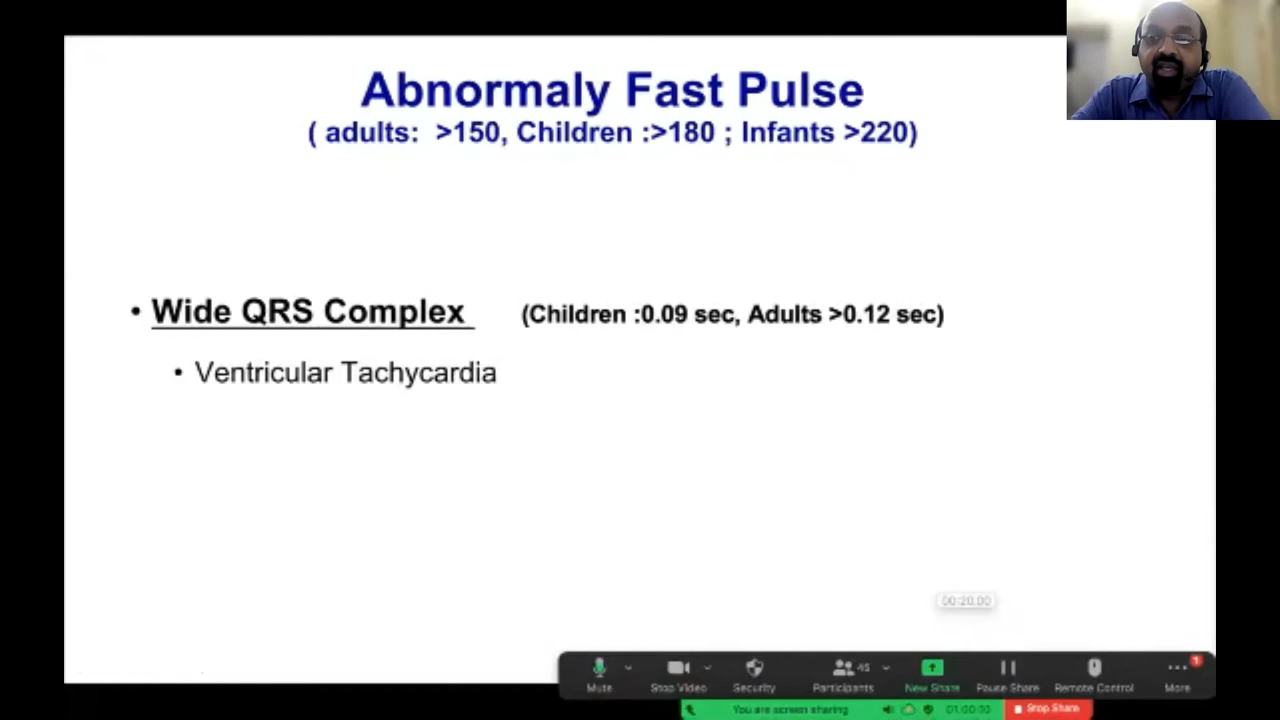 Abnormaly Fast Pulse
( adults: >150, Children :>180 ; Infants >220)
• Wide QRS Complex (Children :0.09 sec, Adults >0.12 sec)
• Ventricular Tachycardia
00:20:00
45
1
Mute Stop Video Security Participants New Share Pause Share Remote Control More
You are screen sharing Stop Share